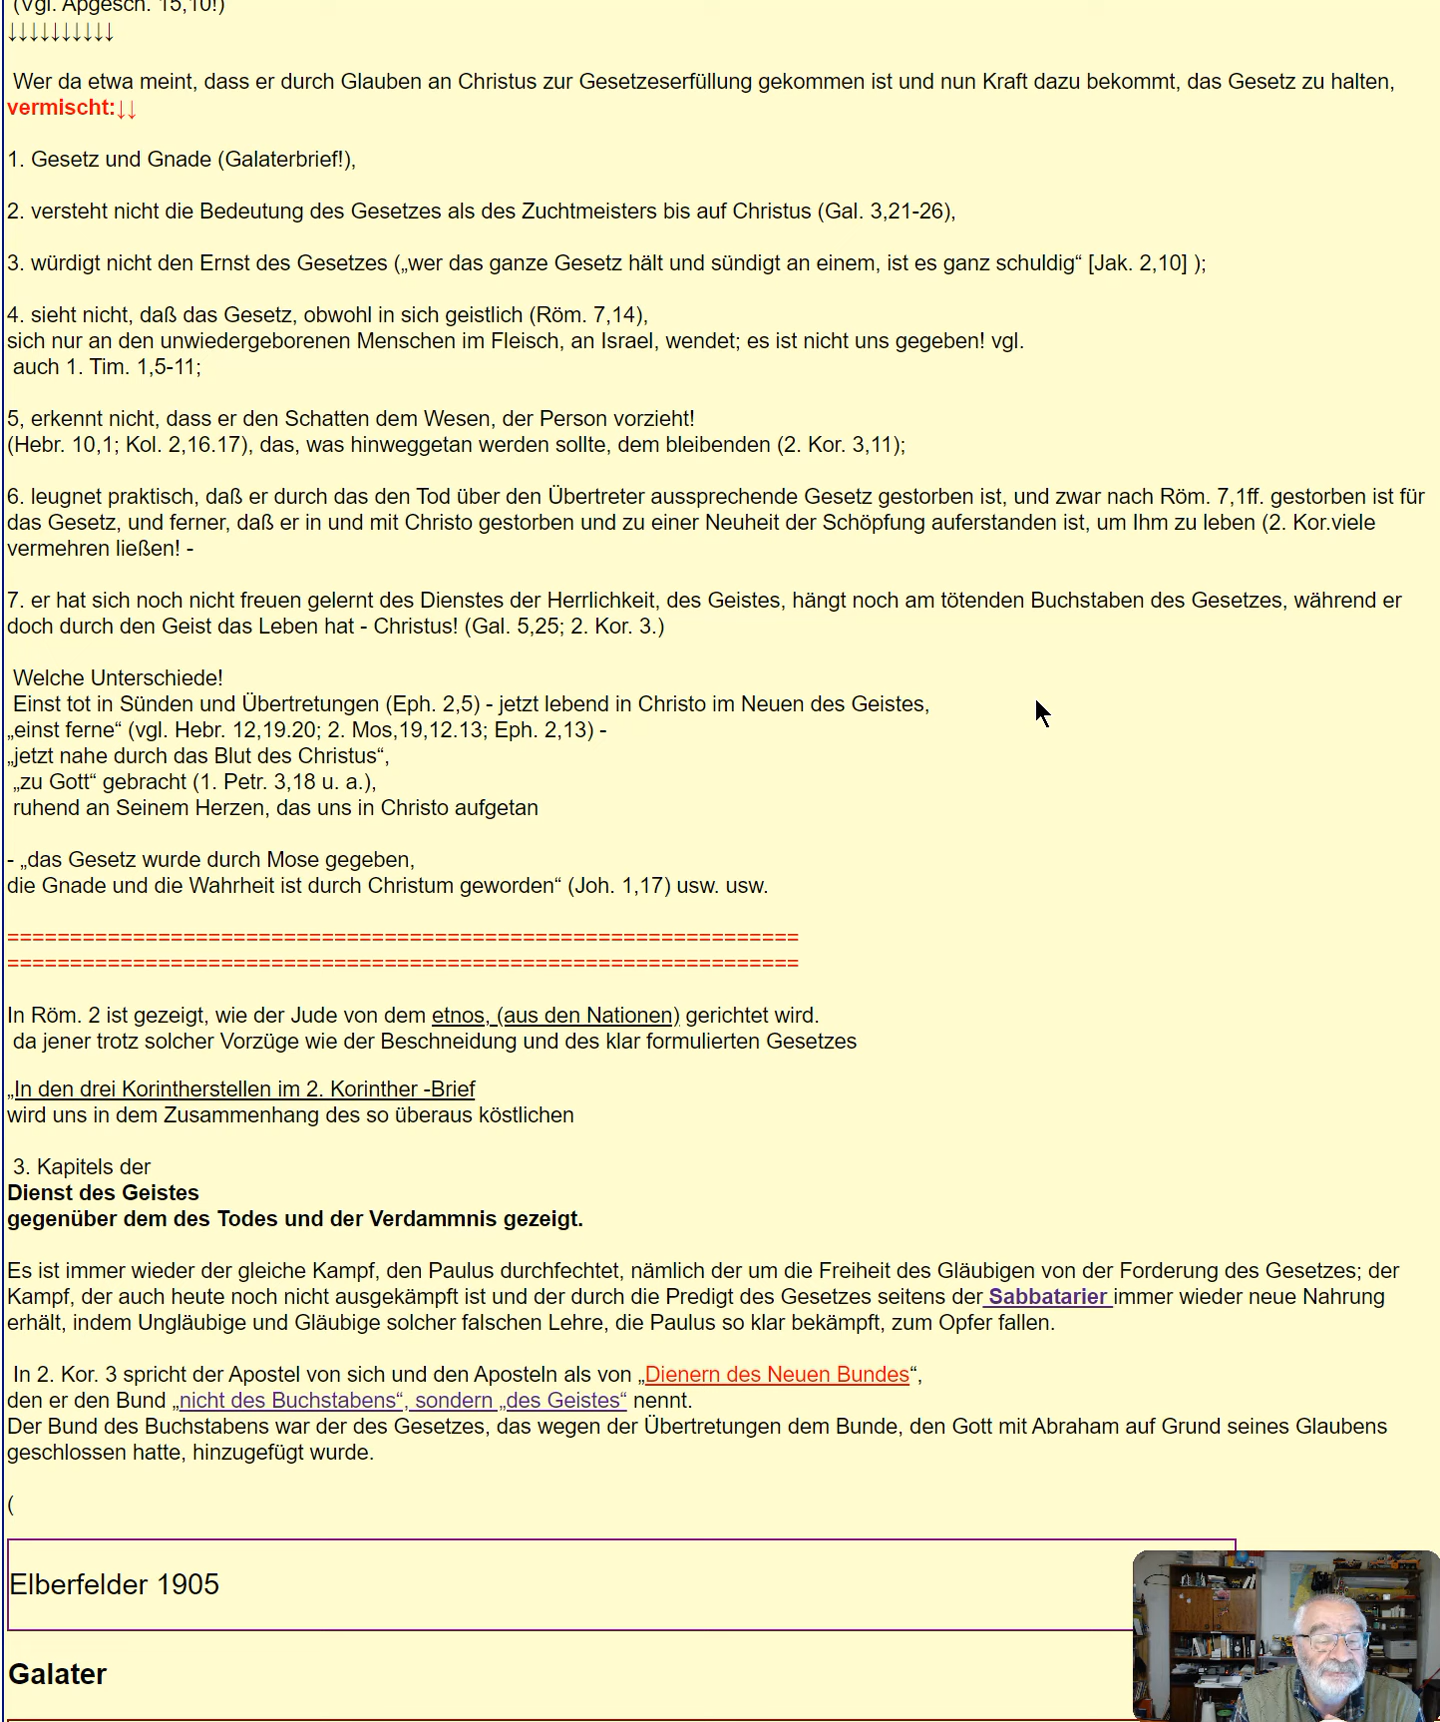 (Vgl. Apgesch. 15,10!)
↓↓↓↓↓↓↓↓↓↓
Wer da etwa meint, dass er durch Glauben an Christus zur Gesetzeserfüllung gekommen ist und nun Kraft dazu bekommt, das Gesetz zu halten,
vermischt:↓↓
1. Gesetz und Gnade (Galaterbrief!),
2. versteht nicht die Bedeutung des Gesetzes als des Zuchtmeisters bis auf Christus (Gal. 3,21-26),
3. würdigt nicht den Ernst des Gesetzes („wer das ganze Gesetz hält und sündigt an einem, ist es ganz schuldig“ [Jak. 2,10] );
4. sieht nicht, daß das Gesetz, obwohl in sich geistlich (Röm. 7,14),
sich nur an den unwiedergeborenen Menschen im Fleisch, an Israel, wendet; es ist nicht uns gegeben! vgl.
auch 1. Tim. 1,5-11;
5, erkennt nicht, dass er den Schatten dem Wesen, der Person vorzieht!
(Hebr. 10,1; Kol. 2,16.17), das, was hinweggetan werden sollte, dem bleibenden (2. Kor. 3,11);
6. leugnet praktisch, daß er durch das den Tod über den Übertreter aussprechende Gesetz gestorben ist, und zwar nach Röm. 7,1ff. gestorben ist für
das Gesetz, und ferner, daß er in und mit Christo gestorben und zu einer Neuheit der Schöpfung auferstanden ist, um Ihm zu leben (2. Kor.viele
vermehren ließen! -
7. er hat sich noch nicht freuen gelernt des Dienstes der Herrlichkeit, des Geistes, hängt noch am tötenden Buchstaben des Gesetzes, während er
doch durch den Geist das Leben hat - Christus! (Gal. 5,25; 2. Kor. 3.)
Welche Unterschiede!
Einst tot in Sünden und Übertretungen (Eph. 2,5) - jetzt lebend in Christo im Neuen des Geistes,
„einst ferne“ (vgl. Hebr. 12,19.20; 2. Mos,19,12.13; Eph. 2,13) -
„jetzt nahe durch das Blut des Christus“,
„zu Gott“ gebracht (1. Petr. 3,18 u. a.),
ruhend an Seinem Herzen, das uns in Christo aufgetan
- „das Gesetz wurde durch Mose gegeben,
die Gnade und die Wahrheit ist durch Christum geworden“ (Joh. 1,17) usw. usw.
==================================================================
==================================================================
In Röm. 2 ist gezeigt, wie der Jude von dem etnos, (aus den Nationen) gerichtet wird.
da jener trotz solcher Vorzüge wie der Beschneidung und des klar formulierten Gesetzes
„In den drei Korintherstellen im 2. Korinther -Brief
wird uns in dem Zusammenhang des so überaus köstlichen
3. Kapitels der
Dienst des Geistes
gegenüber dem des Todes und der Verdammnis gezeigt.
Es ist immer wieder der gleiche Kampf, den Paulus durchfechtet, nämlich der um die Freiheit des Gläubigen von der Forderung des Gesetzes; der
Kampf, der auch heute noch nicht ausgekämpft ist und der durch die Predigt des Gesetzes seitens der Sabbatarier immer wieder neue Nahrung
erhält, indem Ungläubige und Gläubige solcher falschen Lehre, die Paulus so klar bekämpft, zum Opfer fallen.
In 2. Kor. 3 spricht der Apostel von sich und den Aposteln als von „Dienern des Neuen Bundes“,
den er den Bund „nicht des Buchstabens“, sondern „des Geistes“ nennt.
Der Bund des Buchstabens war der des Gesetzes, das wegen der Übertretungen dem Bunde, den Gott mit Abraham auf Grund seines Glaubens
geschlossen hatte, hinzugefügt wurde.
(
Elberfelder 1905
Galater